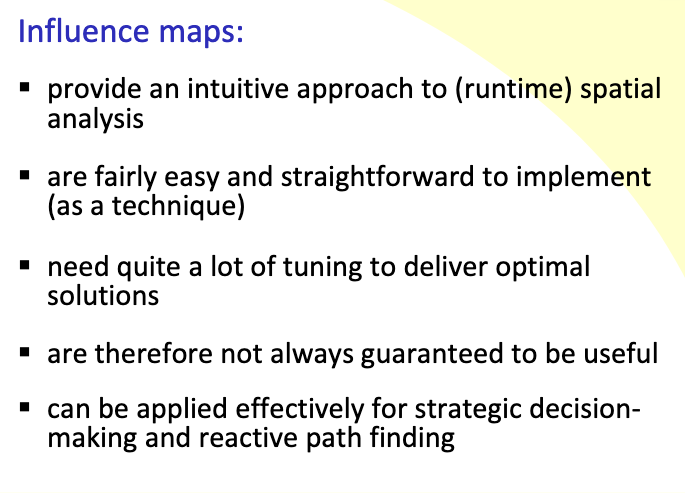 Influence maps:
▪ provide an intuitive approach to (runtime) spatial
analysis
▪ are fairly easy and straightforward to implement
(as a technique)
▪ need quite a lot of tuning to deliver optimal
solutions
▪ are therefore not always guaranteed to be useful
▪ can be applied effectively for strategic decision-
making and reactive path finding